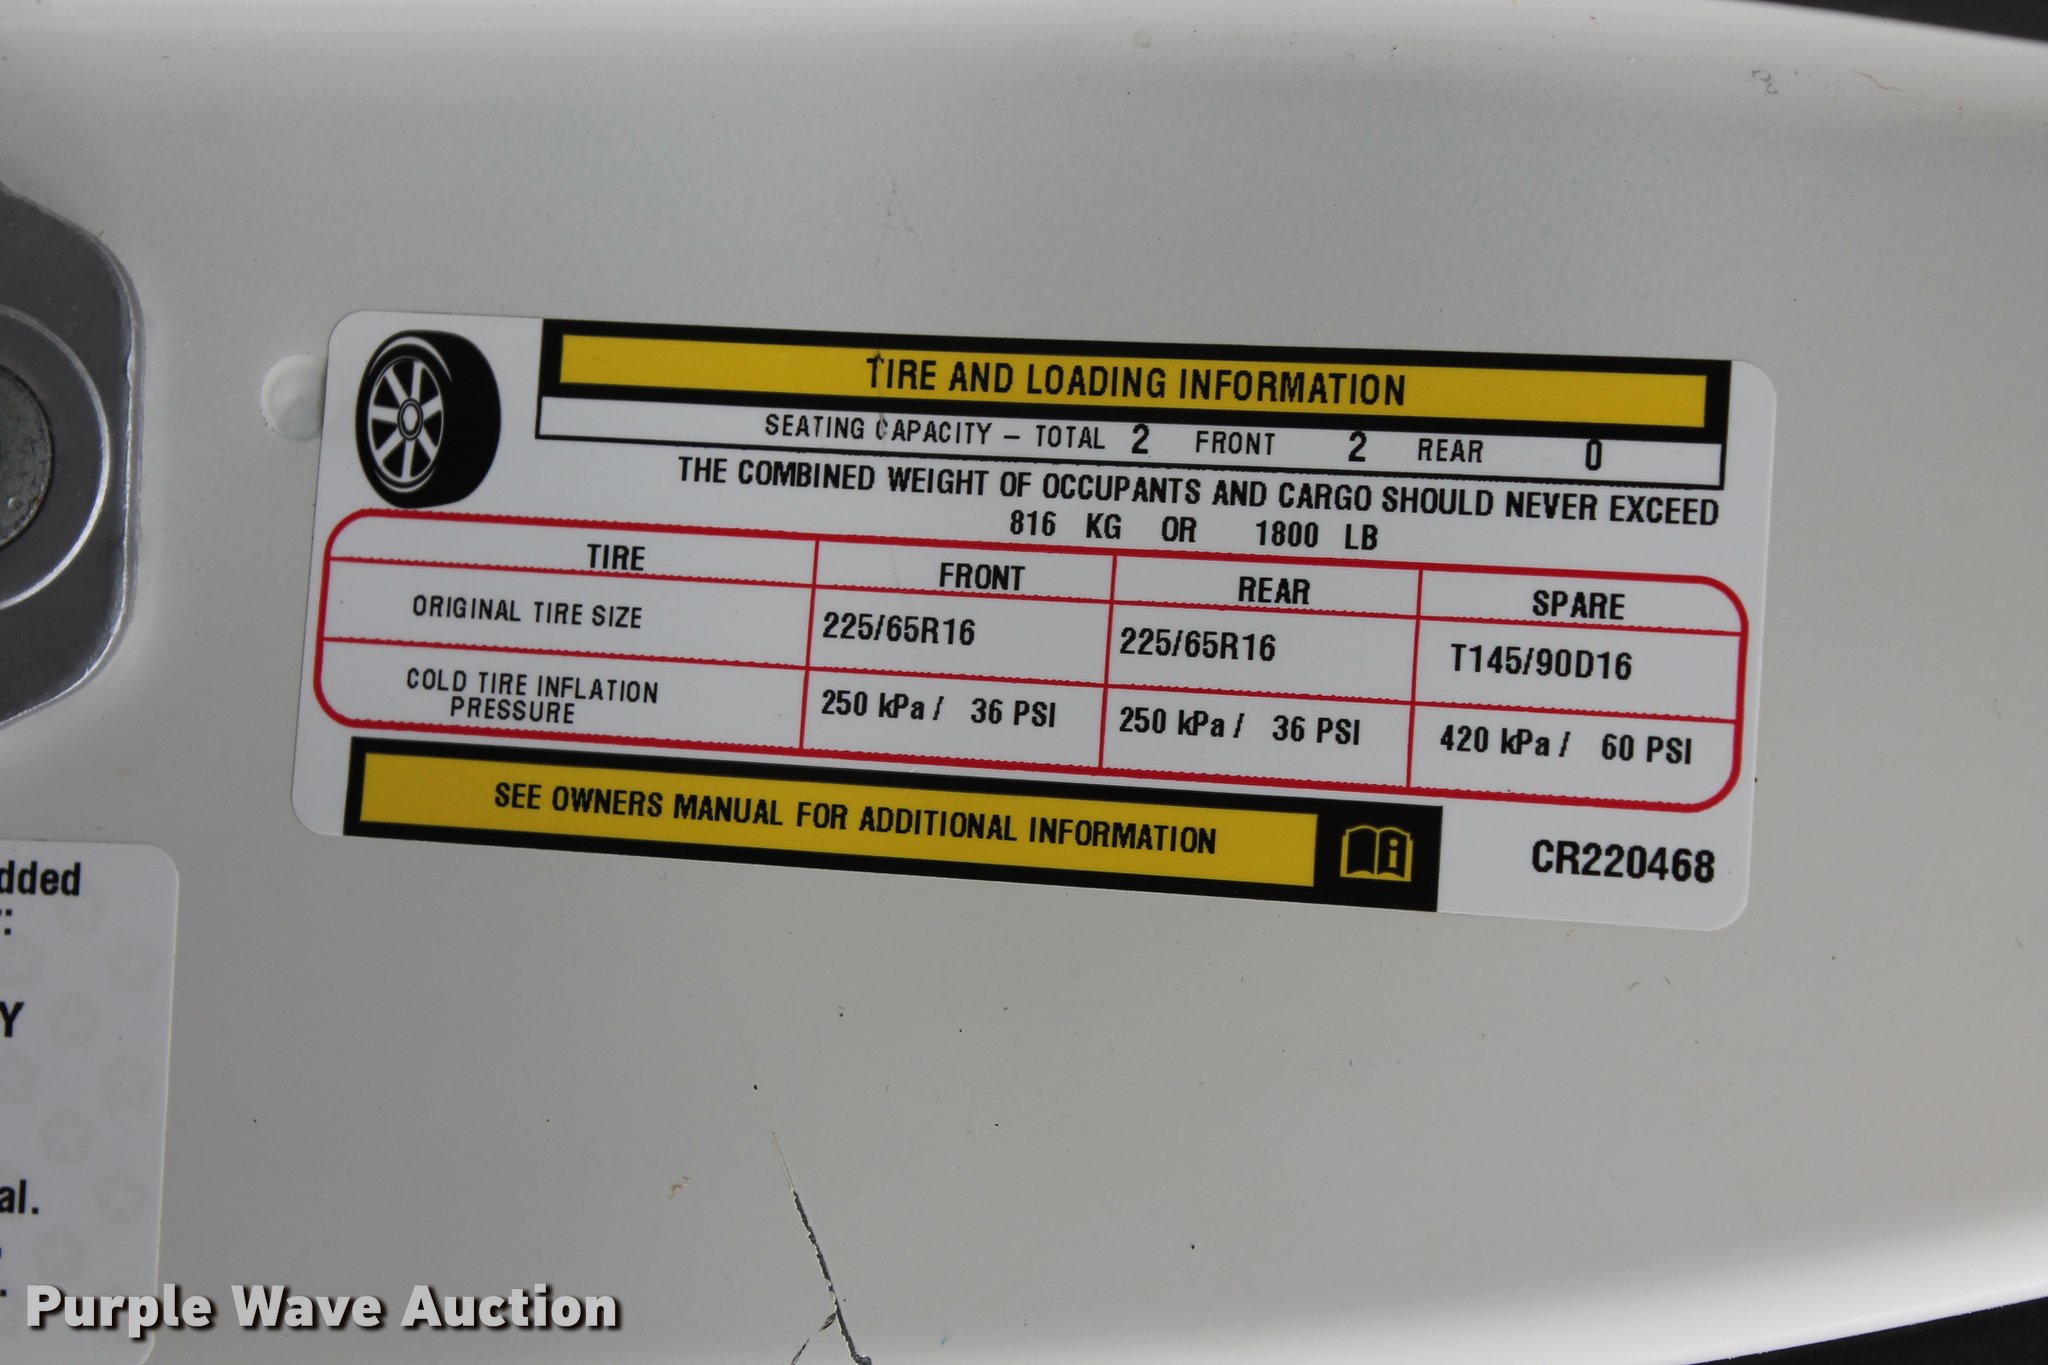 TIRE AND LOADING INFORMATION
SEATING CAPACITY – TOTAL 2 FRONT 2 REAR 0
THE COMBINED WEIGHT OF OCCUPANTS AND CARGO SHOULD NEVER EXCEED
816 KG OR 1800 LB
TIRE FRONT REAR SPARE
ORIGINAL TIRE SIZE 225/65R16 225/65R16 T145/90D16
COLD TIRE INFLATION
PRESSURE 250 kPa / 36 PSI 250 kPa / 36 PSI 420 kPa / 60 PSI
SEE OWNERS MANUAL FOR ADDITIONAL INFORMATION
CR220468
dded
Y
al.
Purple Wave Auction